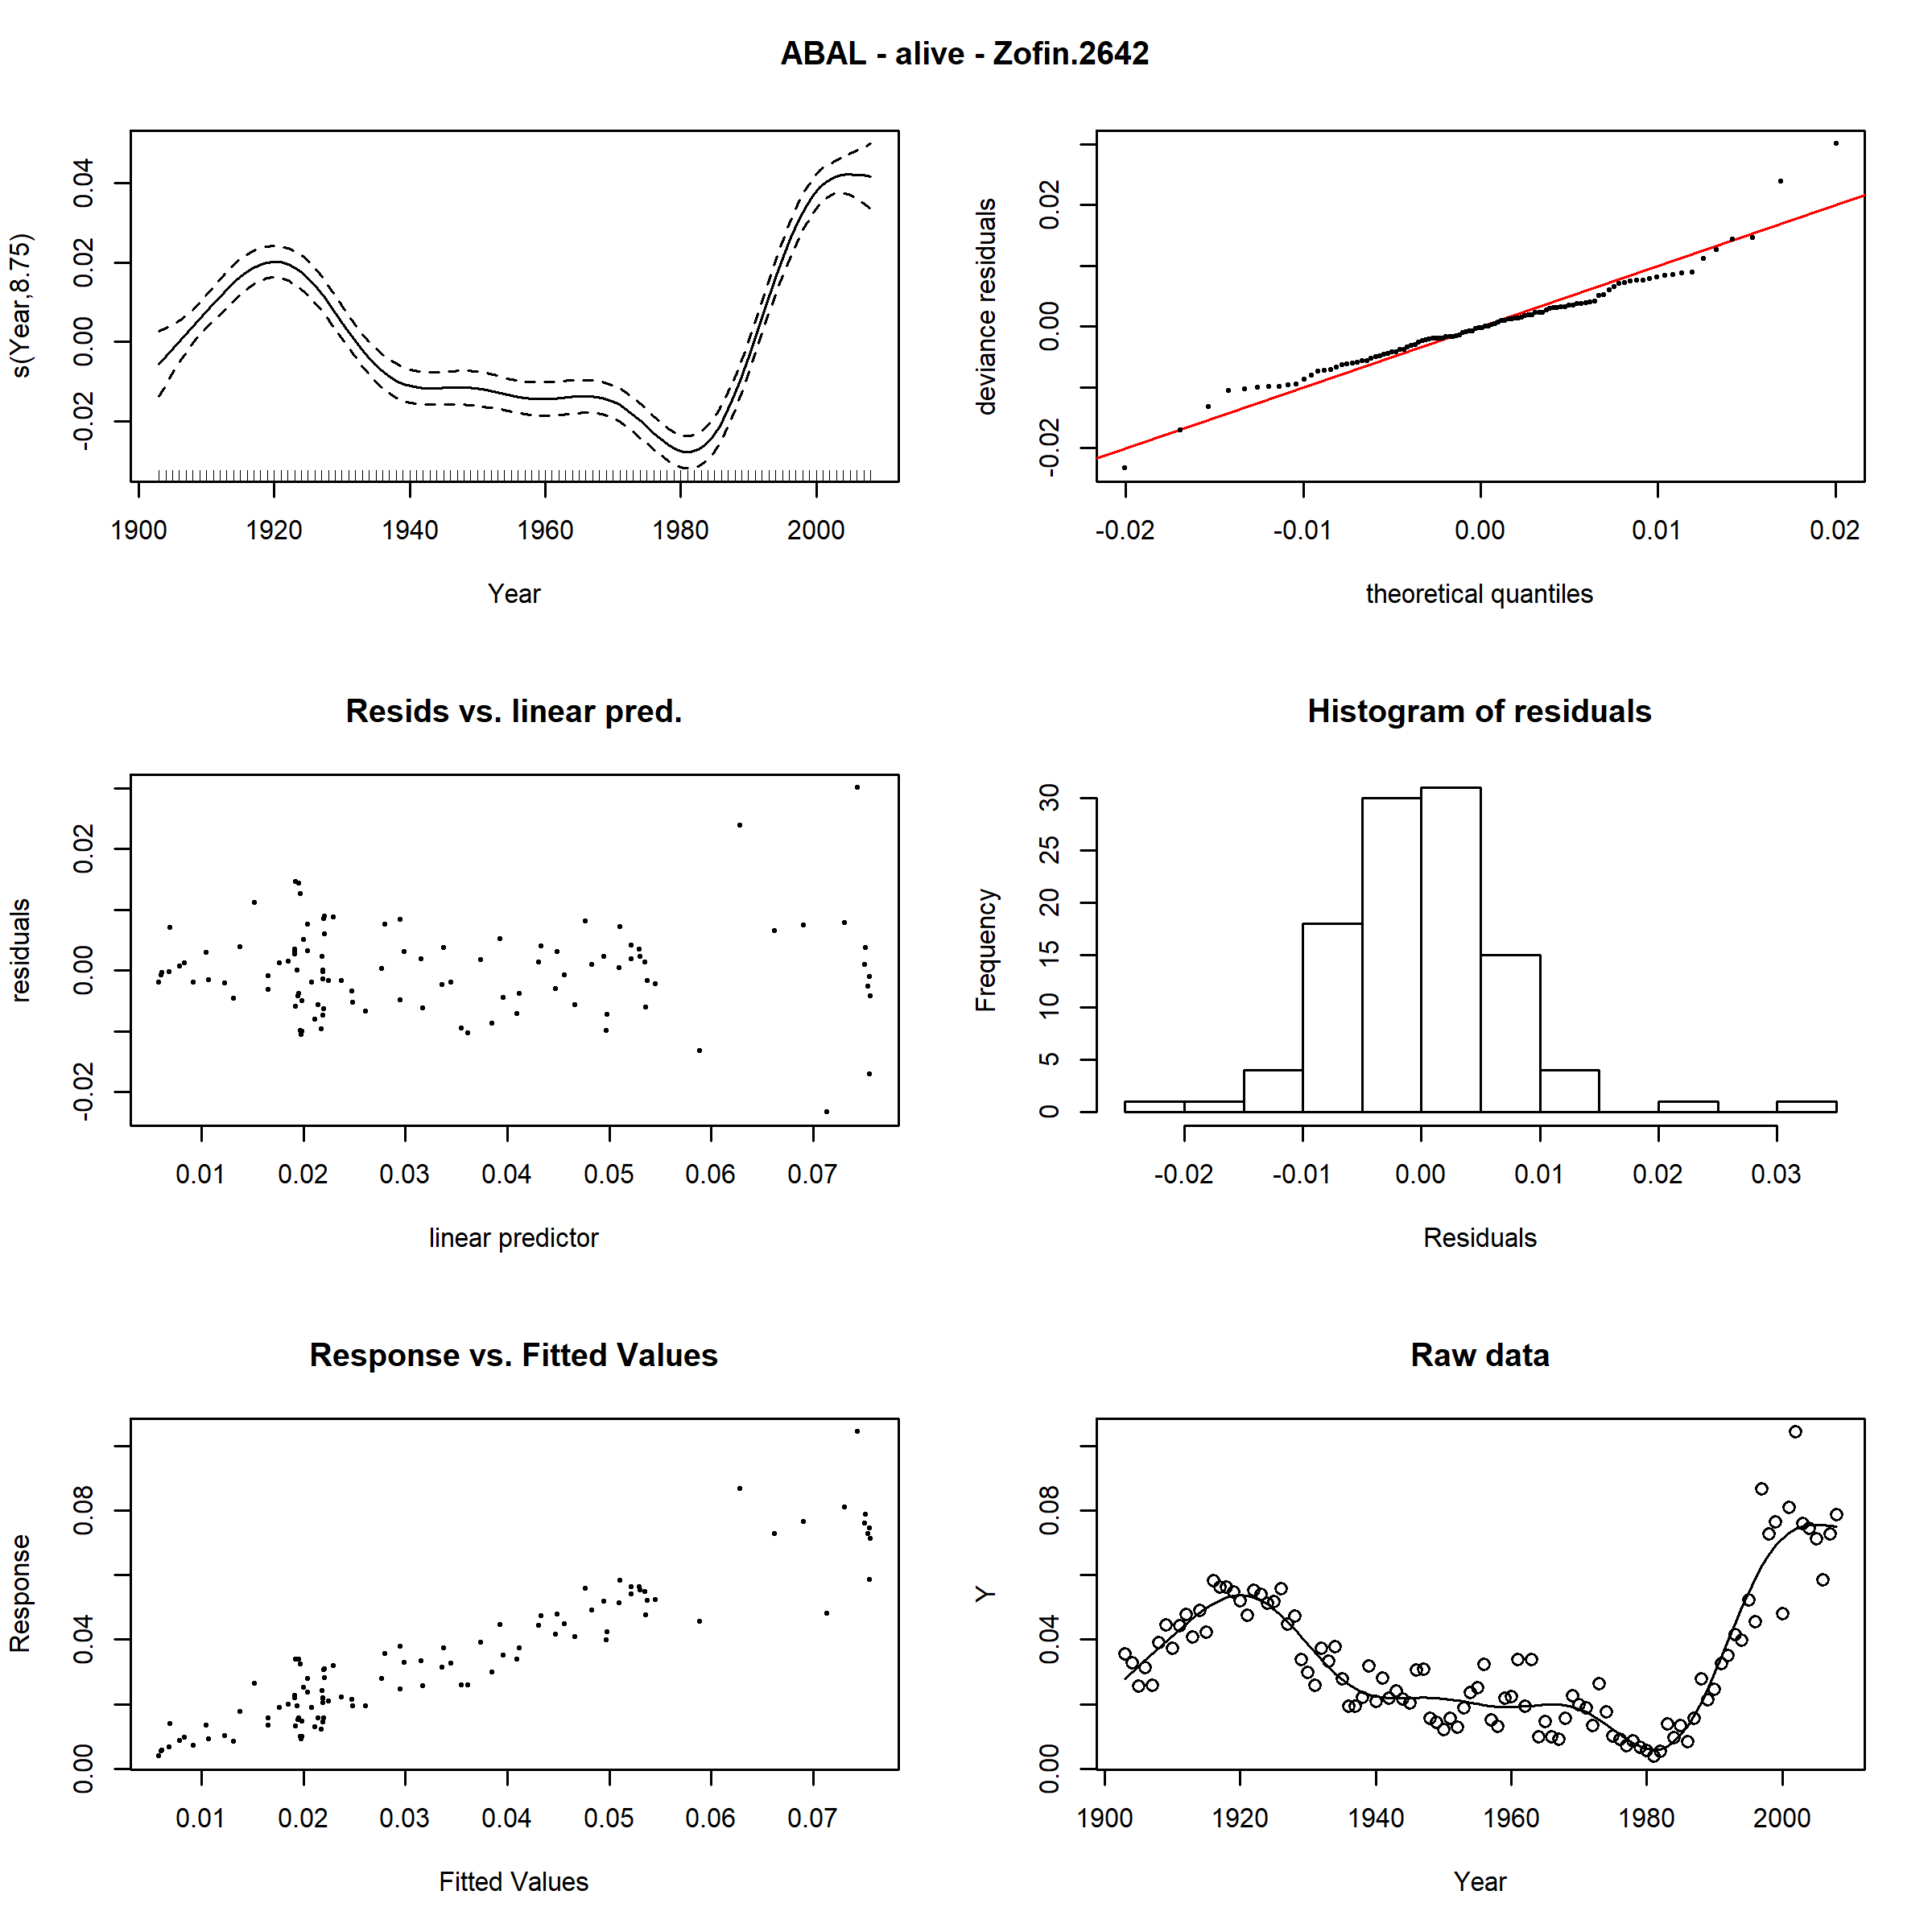 ABAL - alive - Zofin.2642
s(Year,8.75)
-0.02 0.00 0.02 0.04
1900 1920 1940 1960 1980 2000
Year
deviance residuals
-0.02 0.00 0.02
-0.02 -0.01 0.00 0.01 0.02
theoretical quantiles
Resids vs. linear pred.
residuals
-0.02 0.00 0.02
0.01 0.02 0.03 0.04 0.05 0.06 0.07
linear predictor
Histogram of residuals
Frequency
0 5 10 15 20 25 30
-0.02 -0.01 0.00 0.01 0.02 0.03
Residuals
Response vs. Fitted Values
Response
0.00 0.04 0.08
0.01 0.02 0.03 0.04 0.05 0.06 0.07
Fitted Values
Raw data
Y
0.00 0.04 0.08
1900 1920 1940 1960 1980 2000
Year